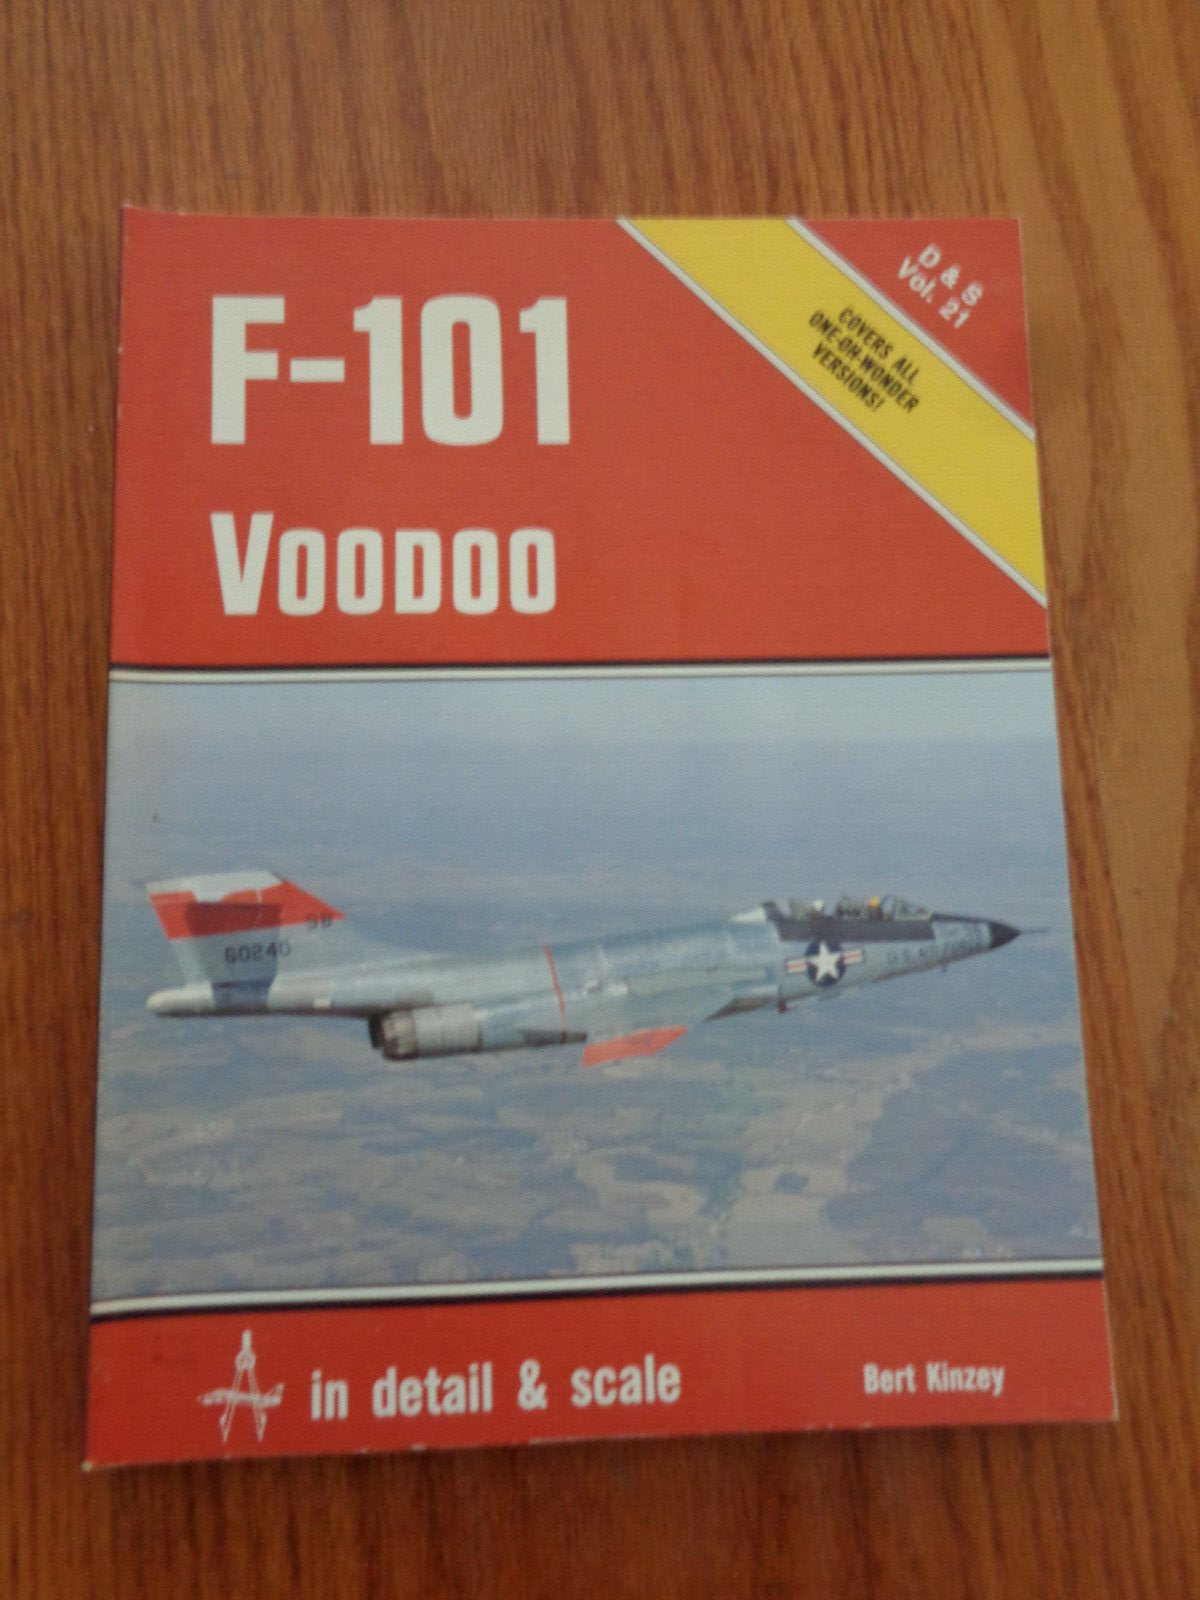 F-101
VOODOO
D & S
Vol. 21
COVERS ALL
ONE-OH-WONDER
VERSIONS!
60240
in detail & scale
Bert Kinzey